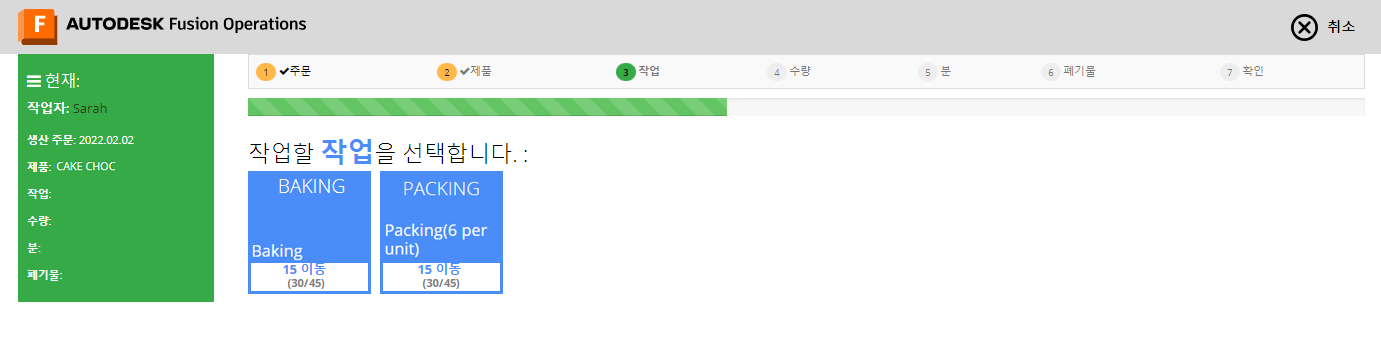 F AUTODESK Fusion Operations
취소
현재:
작업자: Sarah
생산 주문: 2022.02.02
제품: CAKE CHOC
작업:
수량:
분:
폐기물:
1 주문 2 제품 3 작업 4 수량 5 분 6 폐기물 7 확인
작업할 작업을 선택합니다. :
BAKING
Baking
15 이동
(30/45)
PACKING
Packing(6 per
unit)
15 이동
(30/45)